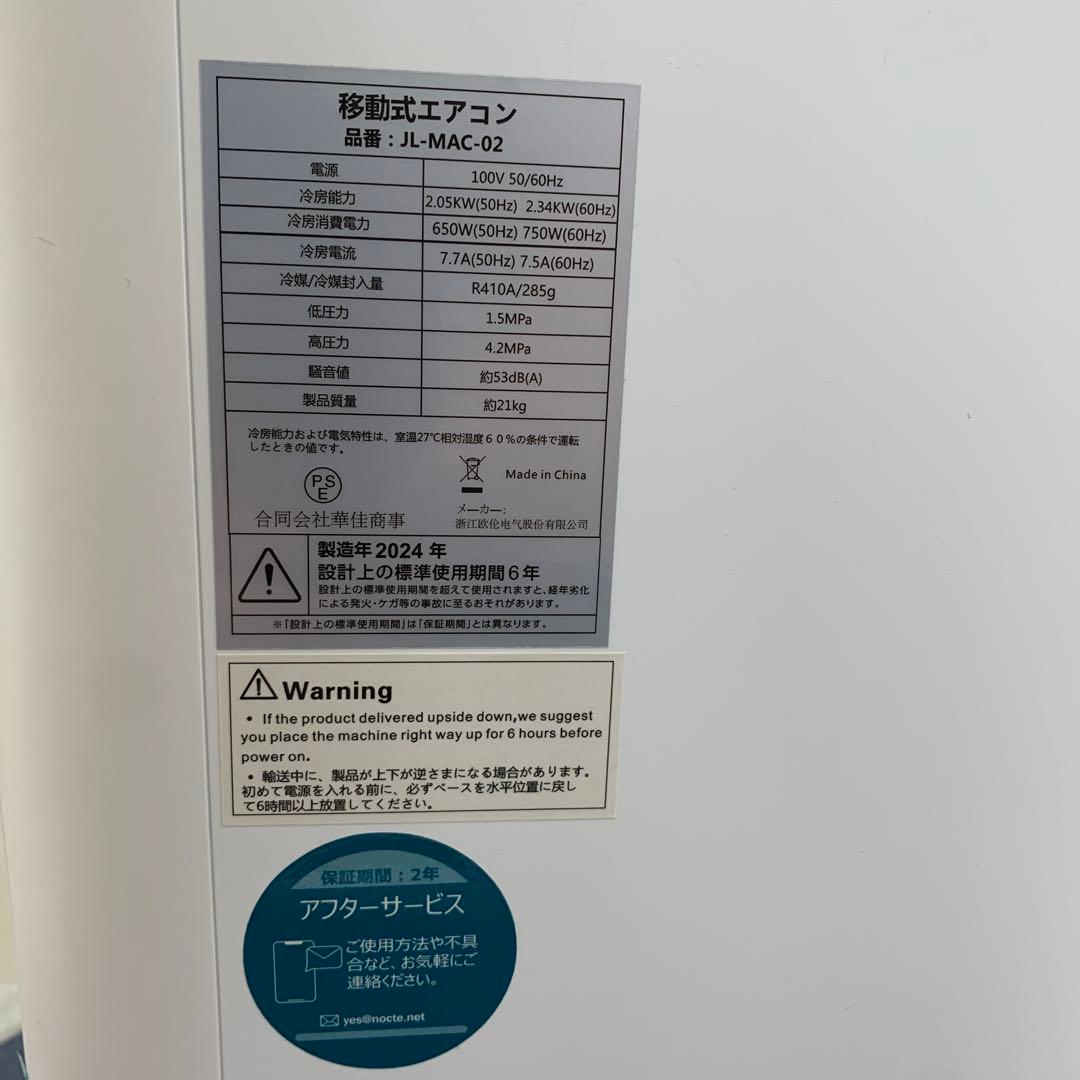 移動式エアコン
品番：JL-MAC-02
電源 100V 50/60Hz
冷房能力 2.05KW(50Hz) 2.34KW(60Hz)
冷房消費電力 650W(50Hz) 750W(60Hz)
冷房電流 7.7A(50Hz) 7.5A(60Hz)
冷媒/冷媒封入量 R410A/285g
低圧力 1.5MPa
高圧力 4.2MPa
騒音値 約53dB(A)
製品質量 約21kg
冷房能力および電気特性は、室温27℃相対湿度６０%の条件で運転
したときの値です。
PSE
Made in China
合同会社華佳商事
メーカー:
浙江欧伦电气股份有限公司
製造年 2024 年
設計上の標準使用期間６年
設計上の標準使用期間を超えて使用されますと、経年劣化
による発火・ケガ等の事故に至るおそれがあります。
※「設計上の標準使用期間」は「保証期間」とは異なります。
Warning
• If the product delivered upside down,we suggest
you place the machine right way up for 6 hours before
power on.
• 輸送中に、製品が上下が逆さまになる場合があります。
初めて電源を入れる前に、必ずベースを水平位置に戻し
て6時間以上放置してください。
保証期間：2年
アフターサービス
ご使用方法や不具
合など、お気軽にご
連絡ください。
yes@nocte.net